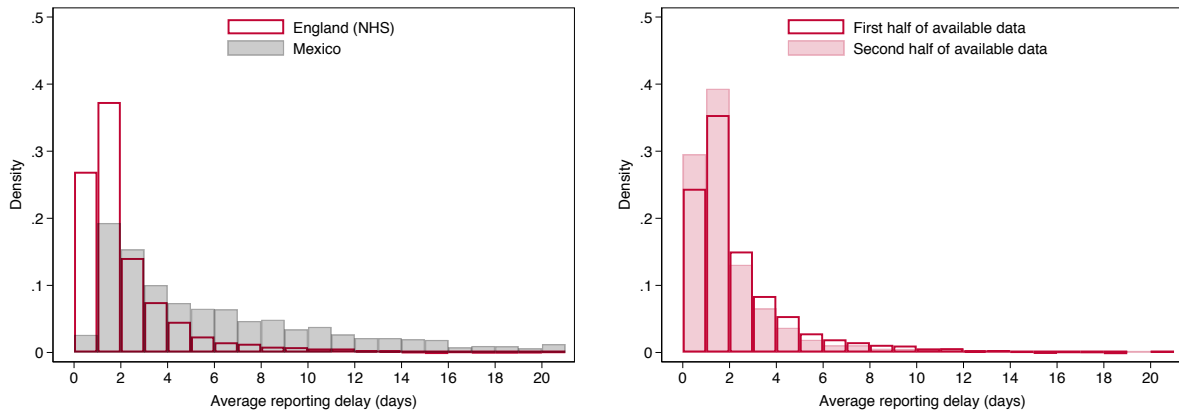 England (NHS)
Mexico
.5
.4
.3
.2
.1
0
Density
0 2 4 6 8 10 12 14 16 18 20
Average reporting delay (days)
First half of available data
Second half of available data
.5
.4
.3
.2
.1
0
Density
0 2 4 6 8 10 12 14 16 18 20
Average reporting delay (days)